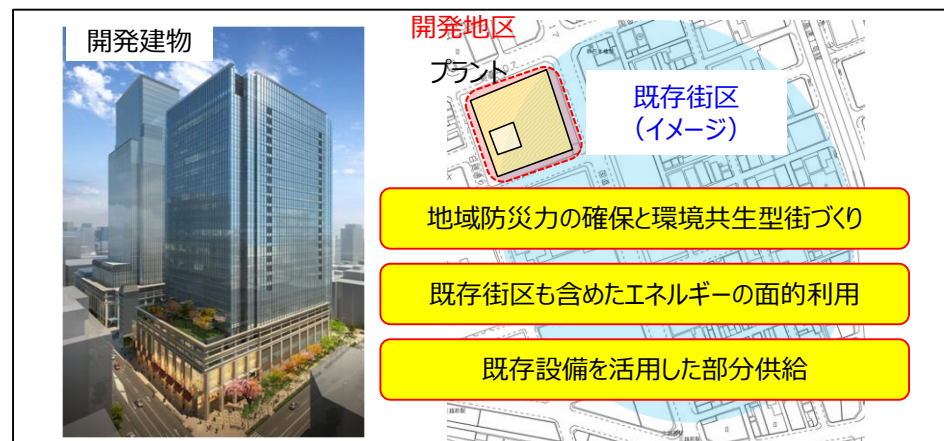 開発建物
開発地区
プラント
既存街区
（イメージ）
地域防災力の確保と環境共生型街づくり
既存街区も含めたエネルギーの面的利用
既存設備を活用した部分供給